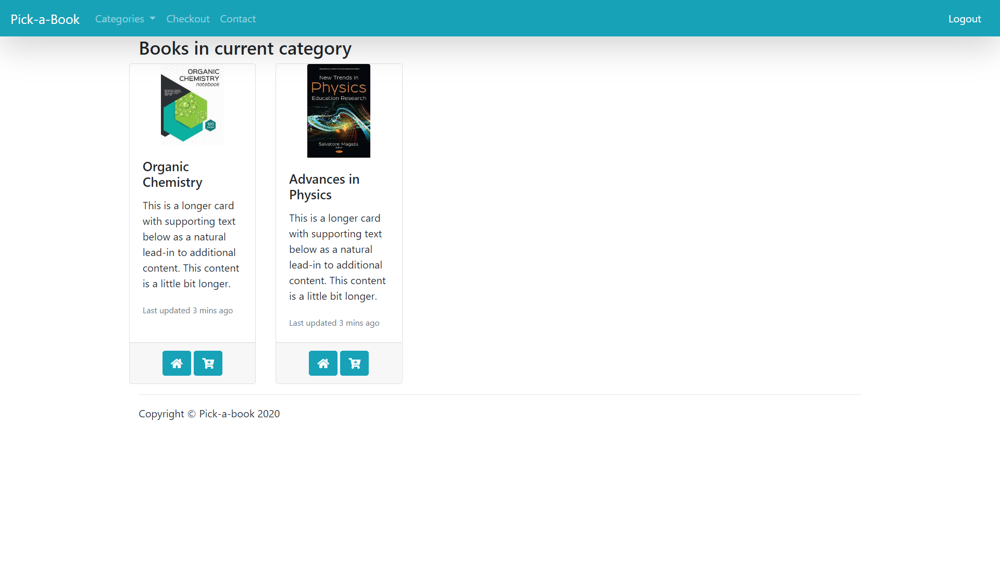 Pick-a-Book Categories Checkout Contact Logout
Books in current category
ORGANIC
CHEMISTRY
notebook
120
pages
Organic
Chemistry
This is a longer card
with supporting text
below as a natural
lead-in to additional
content. This content
is a little bit longer.
Last updated 3 mins ago
New Trends in
Physics
Education Research
Salvatore Magazù
Editor
Advances in
Physics
This is a longer card
with supporting text
below as a natural
lead-in to additional
content. This content
is a little bit longer.
Last updated 3 mins ago
Copyright © Pick-a-book 2020